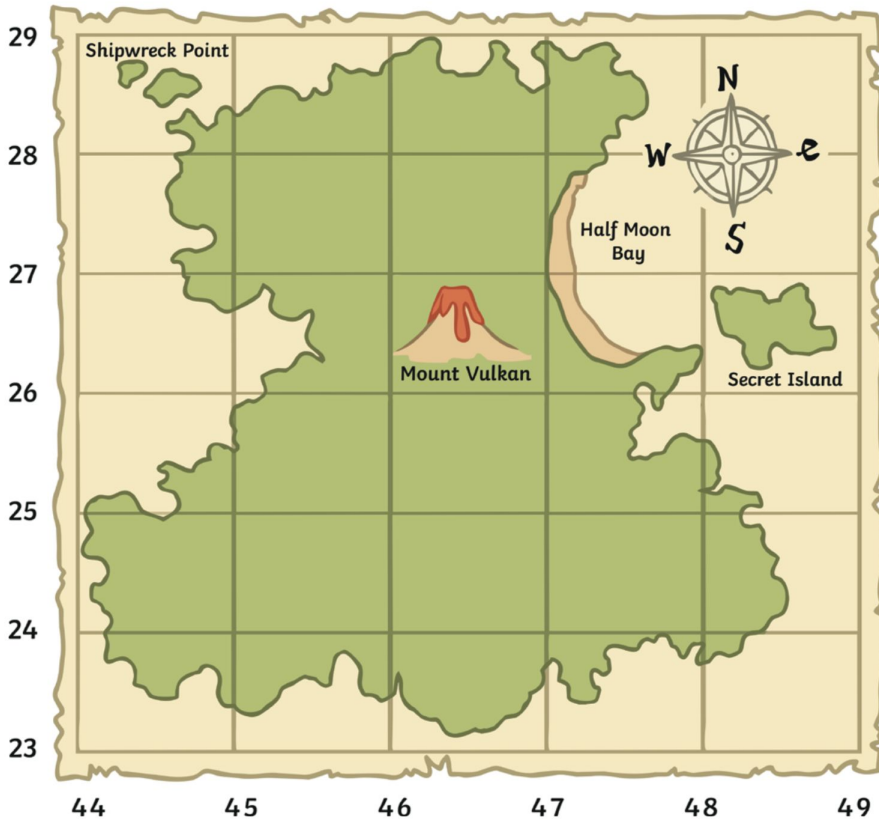 29
Shipwreck Point
N
28
W
e
Half Moon
Bay
S
27
Mount Vulkan
Secret Island
26
25
24
23
44 45 46 47 48 49